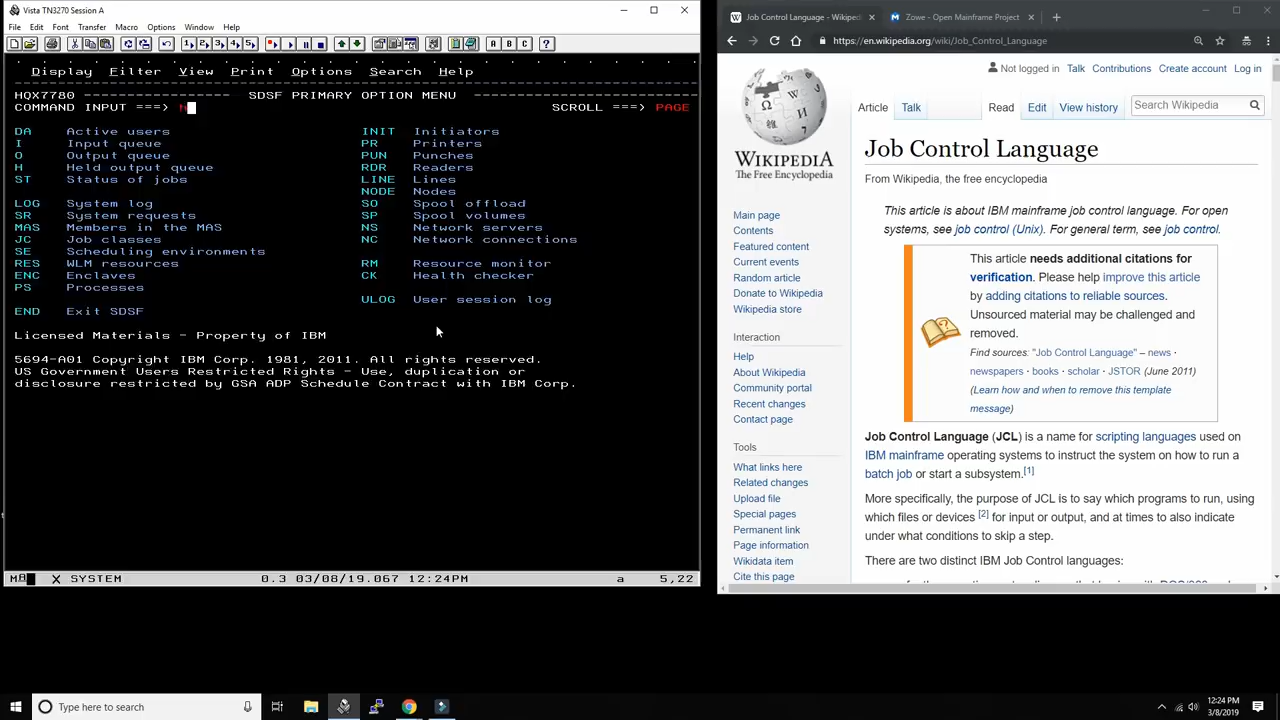 Vista TN3270 Session A
File Edit Font Transfer Macro Options Window Help
A B C ?
Display Filter View Print Options Search Help
HQX7780 ----------------- SDSF PRIMARY OPTION MENU --------------------------
COMMAND INPUT ===> h SCROLL ===> PAGE
DA Active users INIT Initiators
I Input queue PR Printers
O Output queue PUN Punches
H Held output queue RDR Readers
ST Status of jobs LINE Lines
NODE Nodes
LOG System log SO Spool offload
SR System requests SP Spool volumes
MAS Members in the MAS NS Network servers
JC Job classes NC Network connections
SE Scheduling environments
RES WLM resources RM Resource monitor
ENC Enclaves CK Health checker
PS Processes
ULOG User session log
END Exit SDSF
Licensed Materials - Property of IBM
5694-A01 Copyright IBM Corp. 1981, 2011. All rights reserved.
US Government Users Restricted Rights - Use, duplication or
disclosure restricted by GSA ADP Schedule Contract with IBM Corp.
X SYSTEM 0.3 03/08/19.067 12:24PM a 5,22
Job Control Language - Wikiped
Zowe - Open Mainframe Project
https://en.wikipedia.org/wiki/Job_Control_Language
Not logged in Talk Contributions Create account Log in
Article Talk Read Edit View history Search Wikipedia
WIKIPEDIA
The Free Encyclopedia
Main page
Contents
Featured content
Current events
Random article
Donate to Wikipedia
Wikipedia store
Interaction
Help
About Wikipedia
Community portal
Recent changes
Contact page
Tools
What links here
Related changes
Upload file
Special pages
Permanent link
Page information
Wikidata item
Cite this page
Job Control Language
From Wikipedia, the free encyclopedia
This article is about IBM mainframe job control language. For open
systems, see job control (Unix). For general term, see job control.
This article needs additional citations for
verification. Please help improve this article
by adding citations to reliable sources.
Unsourced material may be challenged and
removed.
Find sources: "Job Control Language" – news ·
newspapers · books · scholar · JSTOR (June 2011)
(Learn how and when to remove this template
message)
Job Control Language (JCL) is a name for scripting languages used on
IBM mainframe operating systems to instruct the system on how to run a
batch job or start a subsystem.[1]
More specifically, the purpose of JCL is to say which programs to run, using
which files or devices [2] for input or output, and at times to also indicate
under what conditions to skip a step.
There are two distinct IBM Job Control languages:
Type here to search
12:24 PM
3/8/2019